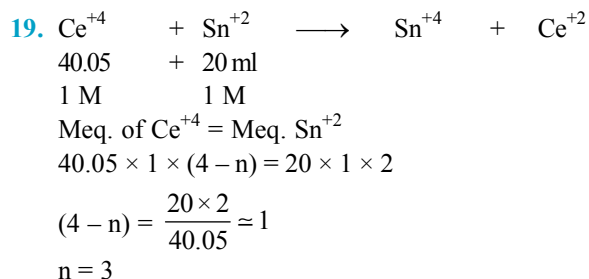 19. Ce⁺⁴ + Sn⁺² ⟶ Sn⁺⁴ + Ce⁺²
40.05 + 20 ml
1 M 1 M
Meq. of Ce⁺⁴ = Meq. Sn⁺²
40.05 × 1 × (4 – n) = 20 × 1 × 2
(4 – n) = (20 × 2)/40.05 ≃ 1
n = 3